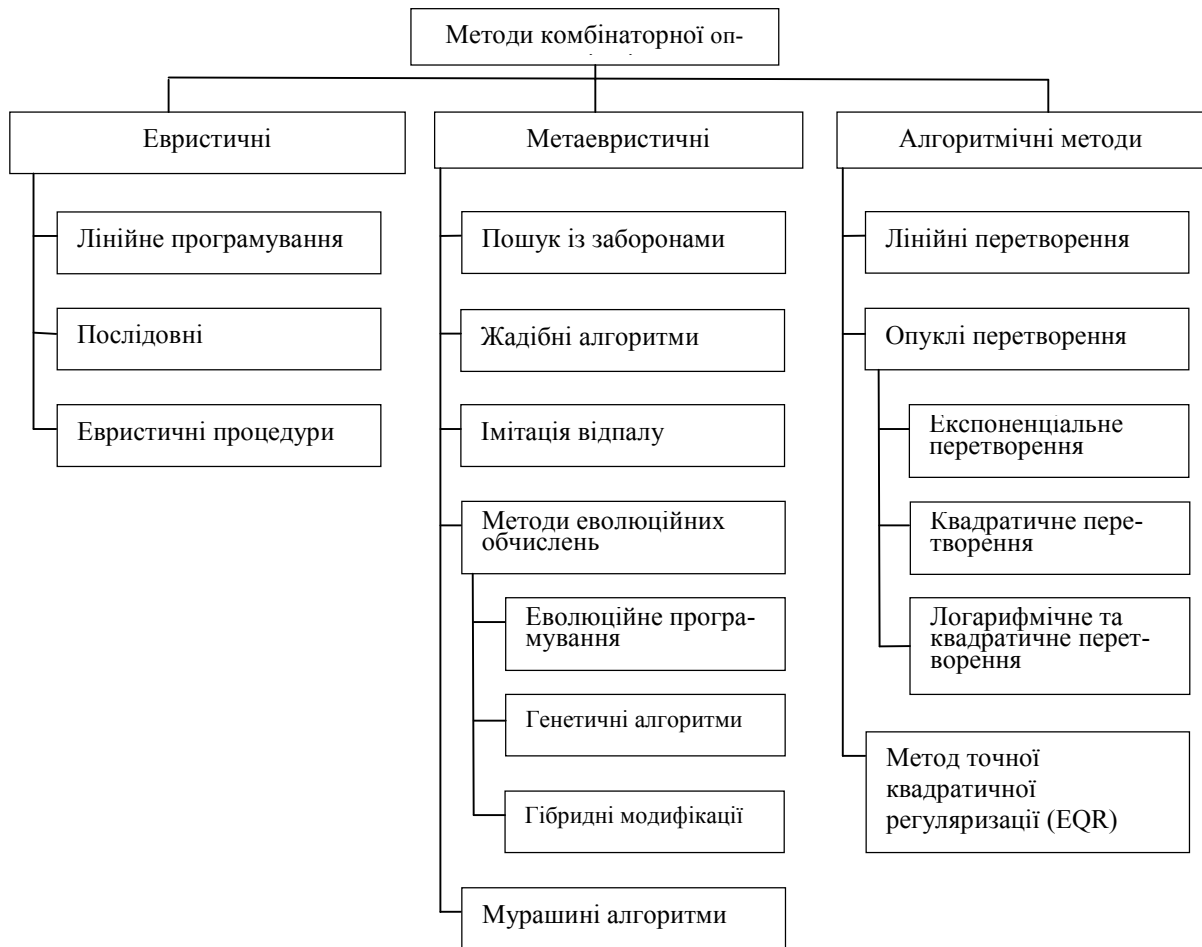 Методи комбінаторної оп-
Евристичні
Метаевристичні
Алгоритмічні методи
Лінійне програмування
Послідовні
Евристичні процедури
Пошук із заборонами
Жадібні алгоритми
Імітація відпалу
Методи еволюційних
обчислень
Еволюційне програ-
мування
Генетичні алгоритми
Гібридні модифікації
Мурашині алгоритми
Лінійні перетворення
Опуклі перетворення
Експоненціальне
перетворення
Квадратичне пере-
творення
Логарифмічне та
квадратичне перет-
ворення
Метод точної
квадратичної
регуляризації (EQR)